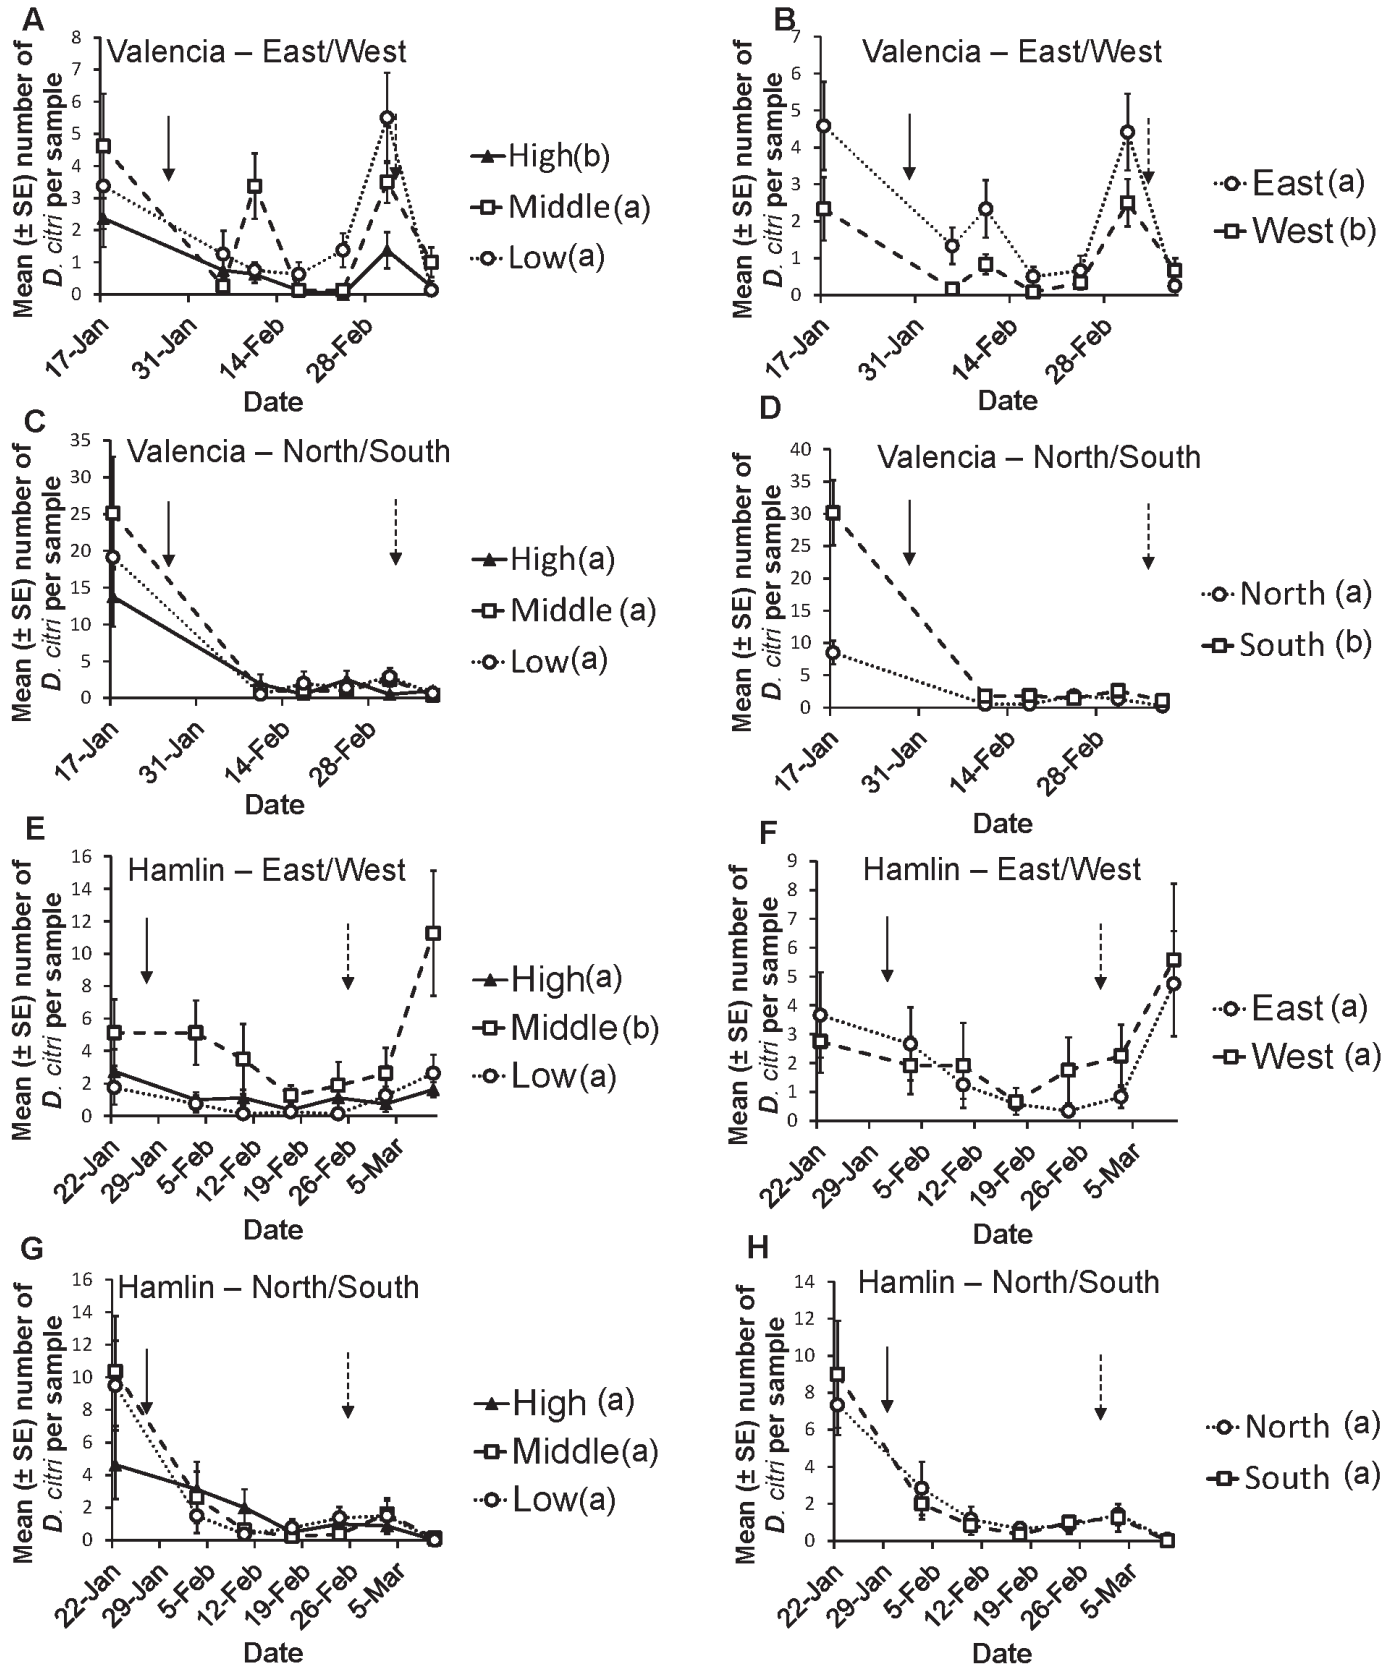 A
Valencia – East/West
Mean (± SE) number of
D. citri per sample
8
7
6
5
4
3
2
1
0
17-Jan
31-Jan
14-Feb
28-Feb
Date
High(b)
Middle(a)
Low(a)
B
Valencia – East/West
Mean (± SE) number of
D. citri per sample
7
6
5
4
3
2
1
0
17-Jan
31-Jan
14-Feb
28-Feb
Date
East(a)
West(b)
C
Valencia – North/South
Mean (± SE) number of
D. citri per sample
35
30
25
20
15
10
5
0
17-Jan
31-Jan
14-Feb
28-Feb
Date
High(a)
Middle(a)
Low(a)
D
Valencia – North/South
Mean (± SE) number of
D. citri per sample
40
35
30
25
20
15
10
5
0
17-Jan
31-Jan
14-Feb
28-Feb
Date
North (a)
South (b)
E
Hamlin – East/West
Mean (± SE) number of
D. citri per sample
16
14
12
10
8
6
4
2
0
22-Jan
29-Jan
5-Feb
12-Feb
19-Feb
26-Feb
5-Mar
Date
High(a)
Middle(b)
Low(a)
F
Hamlin – East/West
Mean (± SE) number of
D. citri per sample
9
8
7
6
5
4
3
2
1
0
22-Jan
29-Jan
5-Feb
12-Feb
19-Feb
26-Feb
5-Mar
Date
East(a)
West (a)
G
Hamlin – North/South
Mean (± SE) number of
D. citri per sample
16
14
12
10
8
6
4
2
0
22-Jan
29-Jan
5-Feb
12-Feb
19-Feb
26-Feb
5-Mar
Date
High (a)
Middle(a)
Low(a)
H
Hamlin – North/South
Mean (± SE) number of
D. citri per sample
14
12
10
8
6
4
2
0
22-Jan
29-Jan
5-Feb
12-Feb
19-Feb
26-Feb
5-Mar
Date
North (a)
South (a)